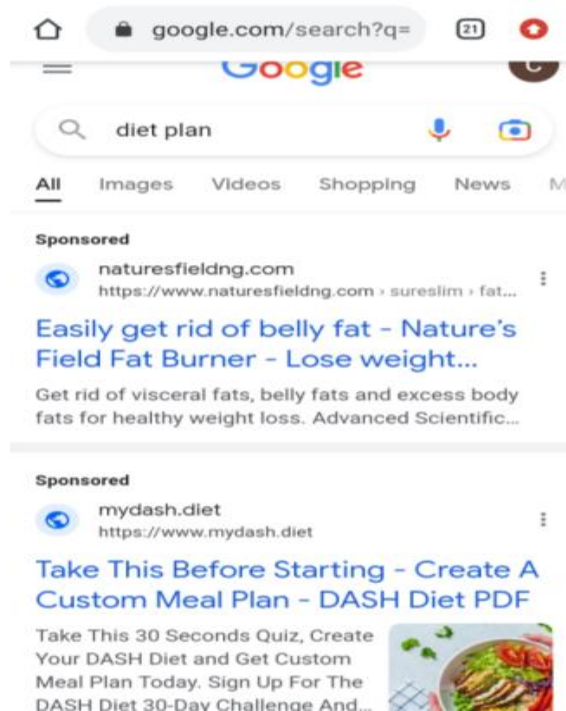 google.com/search?q=
21
Google
C
diet plan
All Images Videos Shopping News M
Sponsored
naturesfieldng.com
https://www.naturesfieldng.com › sureslim › fat...
Easily get rid of belly fat - Nature's
Field Fat Burner - Lose weight...
Get rid of visceral fats, belly fats and excess body
fats for healthy weight loss. Advanced Scientific...
Sponsored
mydash.diet
https://www.mydash.diet
Take This Before Starting - Create A
Custom Meal Plan - DASH Diet PDF
Take This 30 Seconds Quiz, Create
Your DASH Diet and Get Custom
Meal Plan Today. Sign Up For The
DASH Diet 30-Day Challenge And...